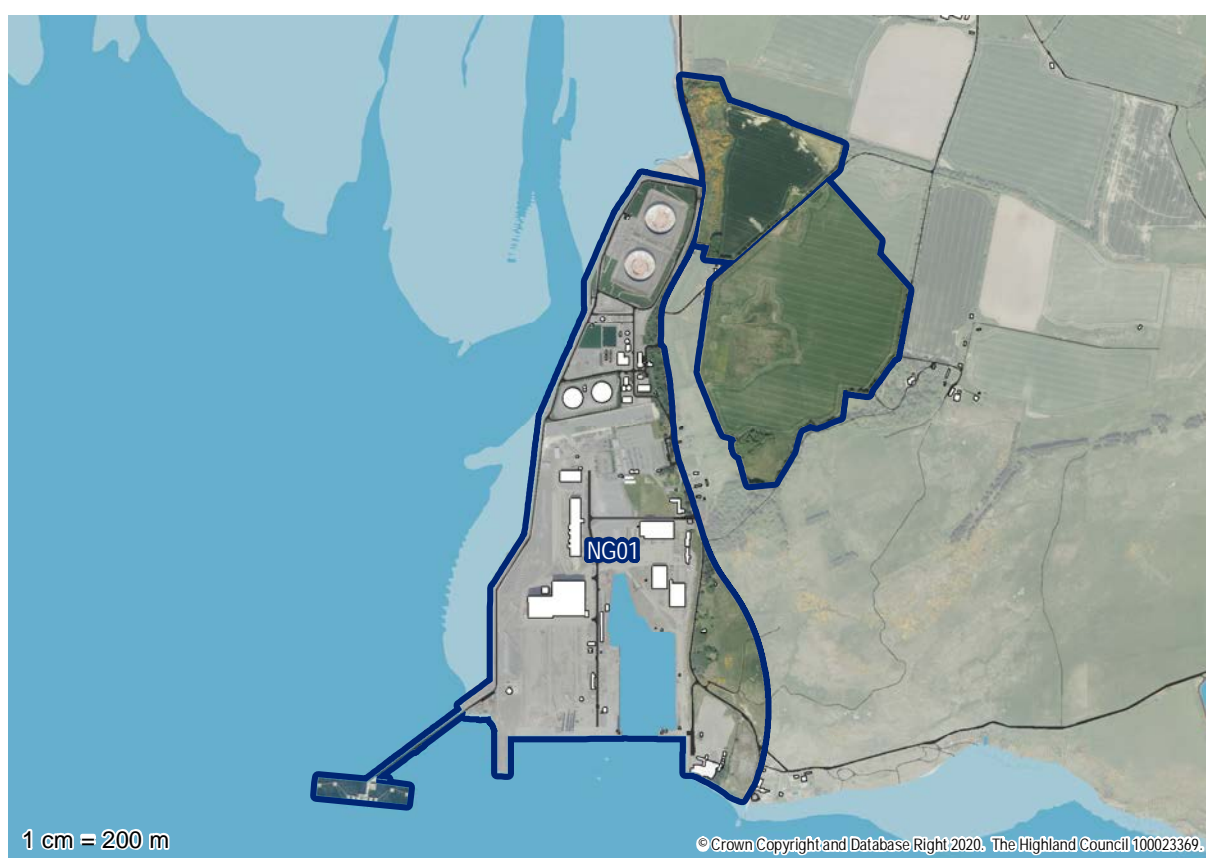 NG01
1 cm = 200 m
© Crown Copyright and Database Right 2020. The Highland Council 100023369.